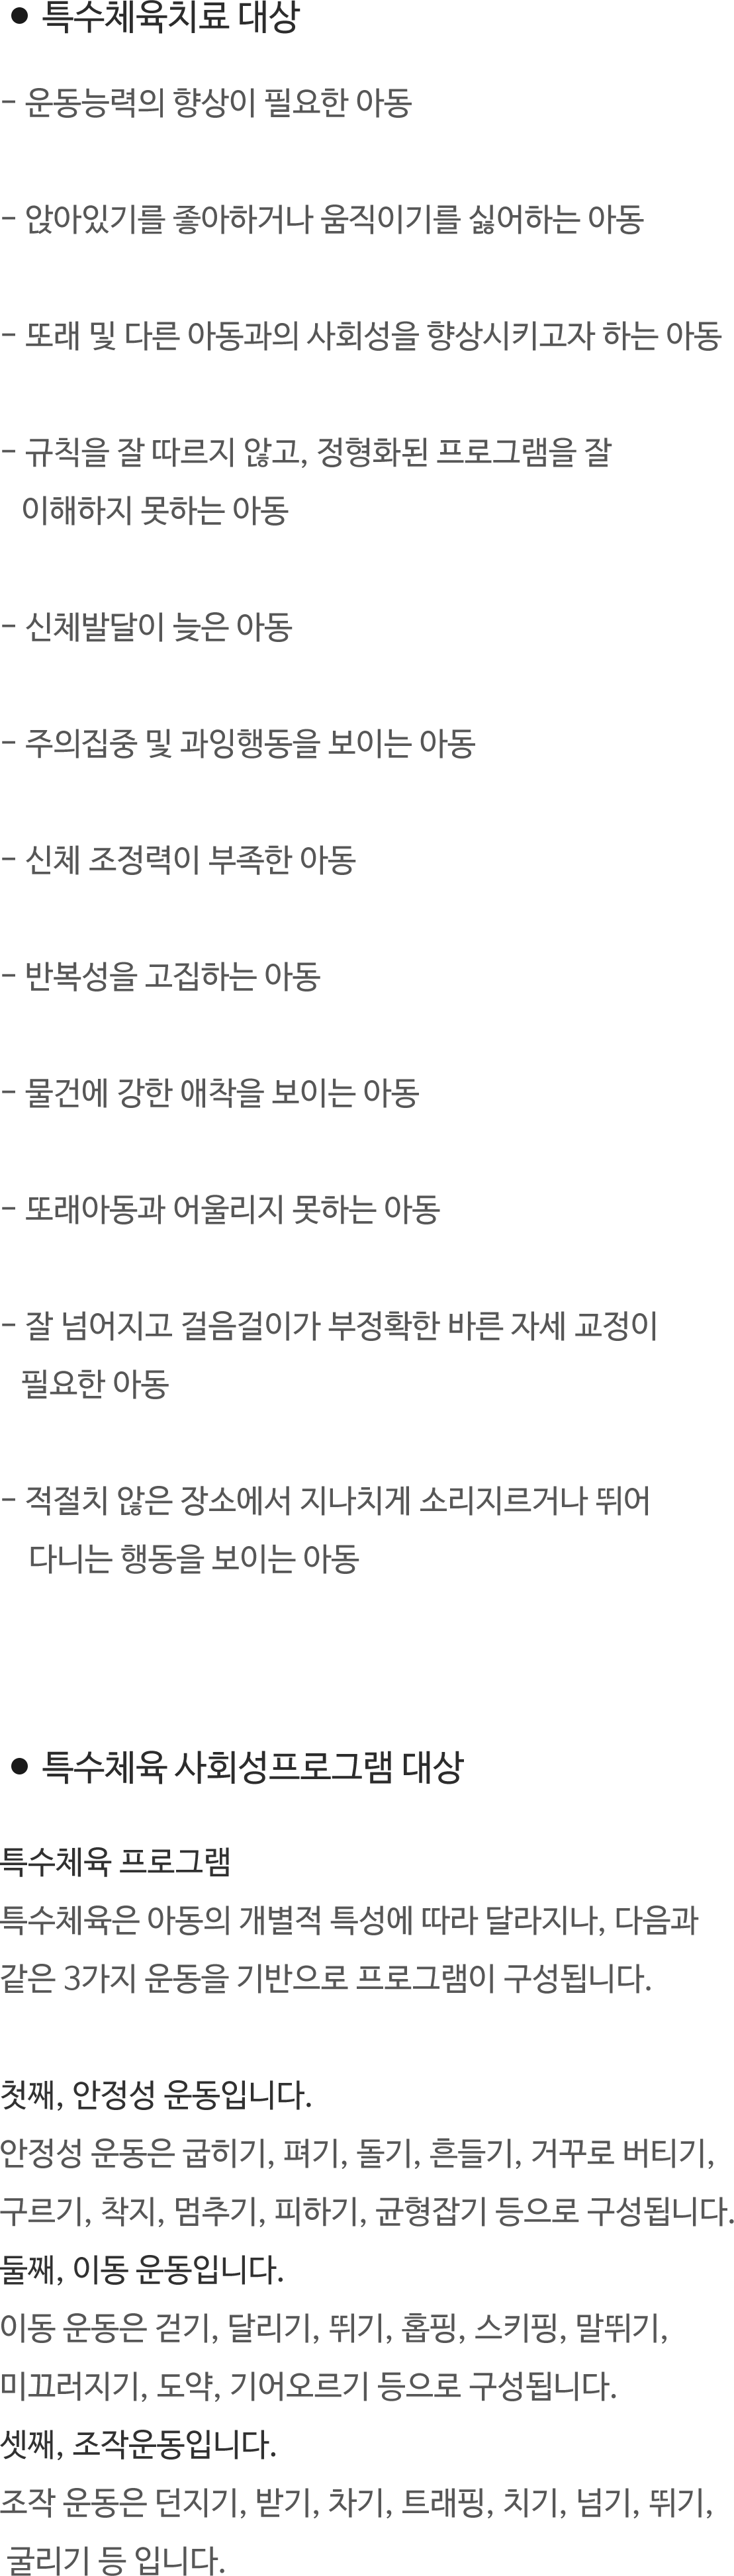 ● 특수체육치료 대상
- 운동능력의 향상이 필요한 아동
- 앉아있기를 좋아하거나 움직이기를 싫어하는 아동
- 또래 및 다른 아동과의 사회성을 향상시키고자 하는 아동
- 규칙을 잘 따르지 않고, 정형화된 프로그램을 잘
이해하지 못하는 아동
- 신체발달이 늦은 아동
- 주의집중 및 과잉행동을 보이는 아동
- 신체 조정력이 부족한 아동
- 반복성을 고집하는 아동
- 물건에 강한 애착을 보이는 아동
- 또래아동과 어울리지 못하는 아동
- 잘 넘어지고 걸음걸이가 부정확한 바른 자세 교정이
필요한 아동
- 적절치 않은 장소에서 지나치게 소리지르거나 뛰어
다니는 행동을 보이는 아동
● 특수체육 사회성프로그램 대상
특수체육 프로그램
특수체육은 아동의 개별적 특성에 따라 달라지나, 다음과
같은 3가지 운동을 기반으로 프로그램이 구성됩니다.
첫째, 안정성 운동입니다.
안정성 운동은 굽히기, 펴기, 돌기, 흔들기, 거꾸로 버티기,
구르기, 착지, 멈추기, 피하기, 균형잡기 등으로 구성됩니다.
둘째, 이동 운동입니다.
이동 운동은 걷기, 달리기, 뛰기, 홉핑, 스키핑, 말뛰기,
미끄러지기, 도약, 기어오르기 등으로 구성됩니다.
셋째, 조작운동입니다.
조작 운동은 던지기, 받기, 차기, 트래핑, 치기, 넘기, 뛰기,
굴리기 등 입니다.